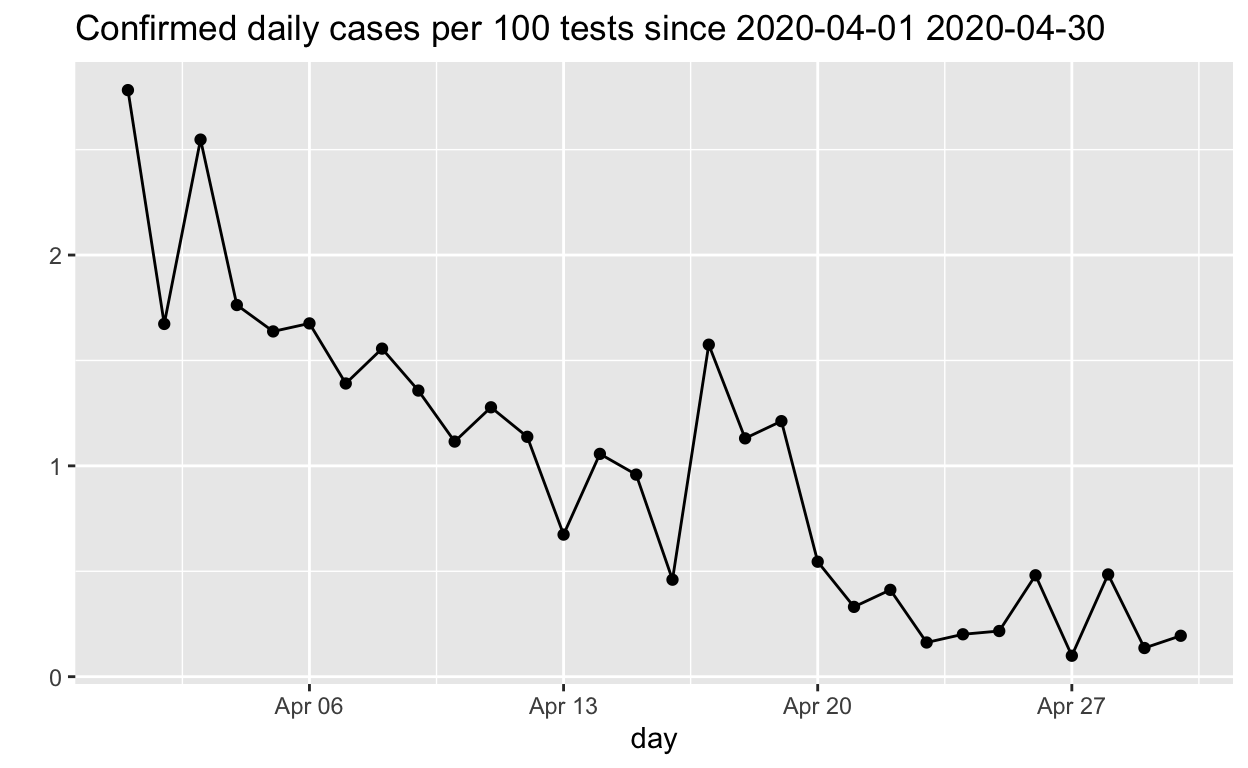 Confirmed daily cases per 100 tests since 2020-04-01 2020-04-30
2
1
0
Apr 06 Apr 13 Apr 20 Apr 27
day